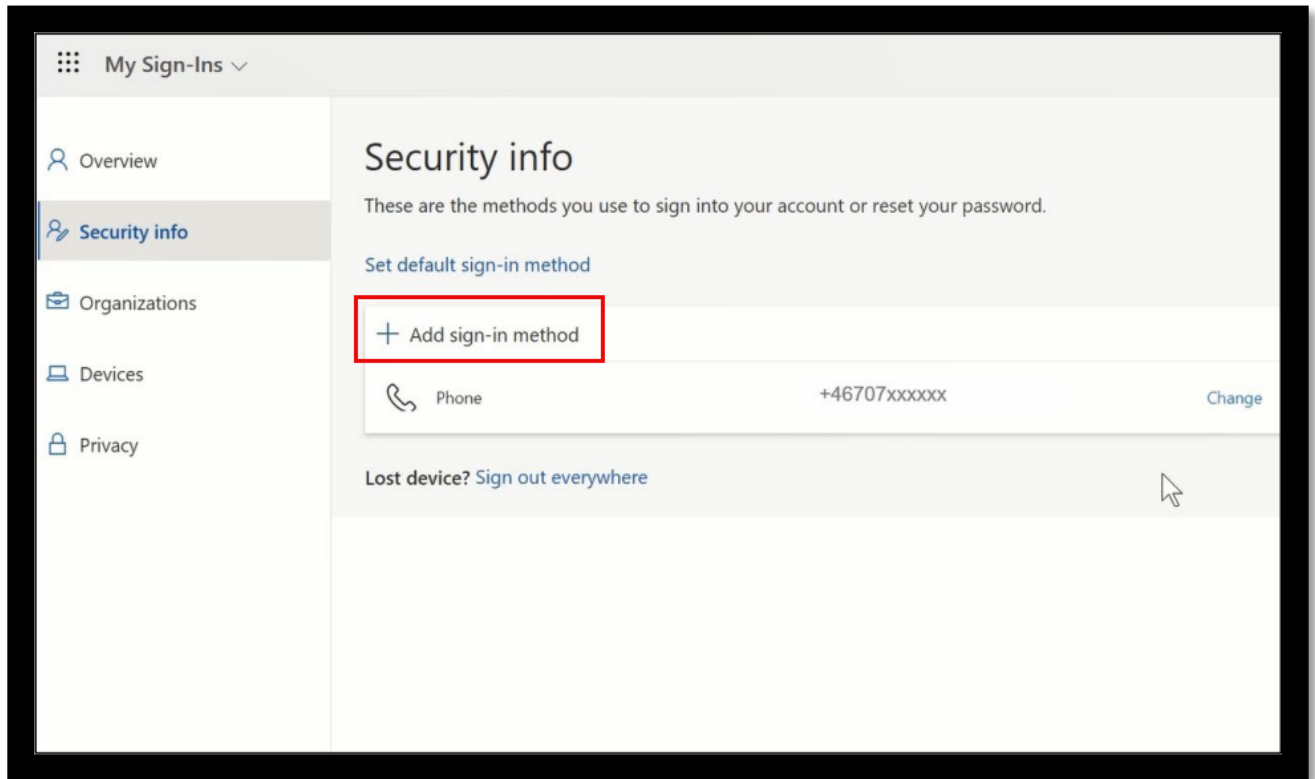 My Sign-Ins
Overview
Security info
Organizations
Devices
Privacy
Security info
These are the methods you use to sign into your account or reset your password.
Set default sign-in method
+ Add sign-in method
Phone +46707xxxxxx Change
Lost device? Sign out everywhere